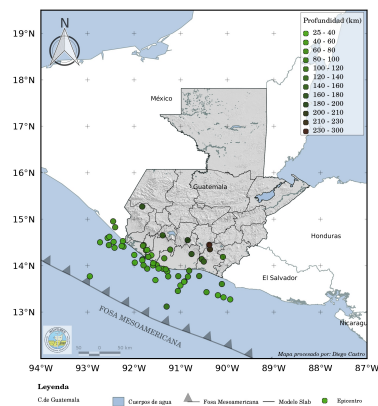 Profundidad (km)
25 - 40
40 - 60
60 - 80
80 - 100
100 - 120
120 - 140
140 - 160
160 - 180
180 - 200
200 - 210
210 - 230
230 - 300
N
19°N
18°N
17°N
16°N
15°N
14°N
13°N
México
Guatemala
Honduras
El Salvador
Nicaragu
FOSA MESOAMERICANA
50 km
Mapa procesado por: Diego Castro
94°W
93°W
92°W
91°W
90°W
89°W
88°W
87°W
Leyenda
C.de Guatemala
Cuerpos de agua
Fosa Mesoamericana
Modelo Slab
Epicentro